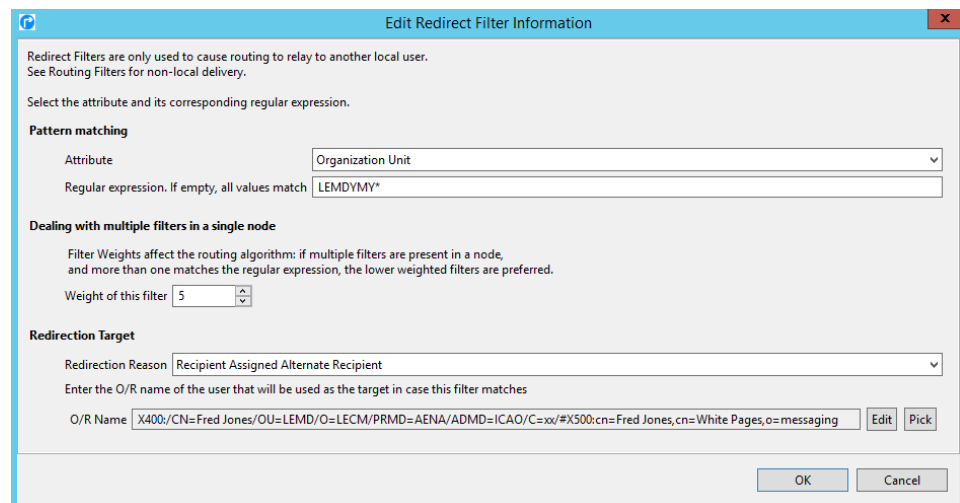 Edit Redirect Filter Information
x
Redirect Filters are only used to cause routing to relay to another local user.
See Routing Filters for non-local delivery.
Select the attribute and its corresponding regular expression.
Pattern matching
Attribute Organization Unit
Regular expression. If empty, all values match LEMDYMY*
Dealing with multiple filters in a single node
Filter Weights affect the routing algorithm: if multiple filters are present in a node,
and more than one matches the regular expression, the lower weighted filters are preferred.
Weight of this filter 5
Redirection Target
Redirection Reason Recipient Assigned Alternate Recipient
Enter the O/R name of the user that will be used as the target in case this filter matches
O/R Name X400:/CN=Fred Jones/OU=LEMD/O=LECM/PRMD=AENA/ADMD=ICAO/C=xx/#X500:cn=Fred Jones,cn=White Pages,o=messaging Edit Pick
OK Cancel